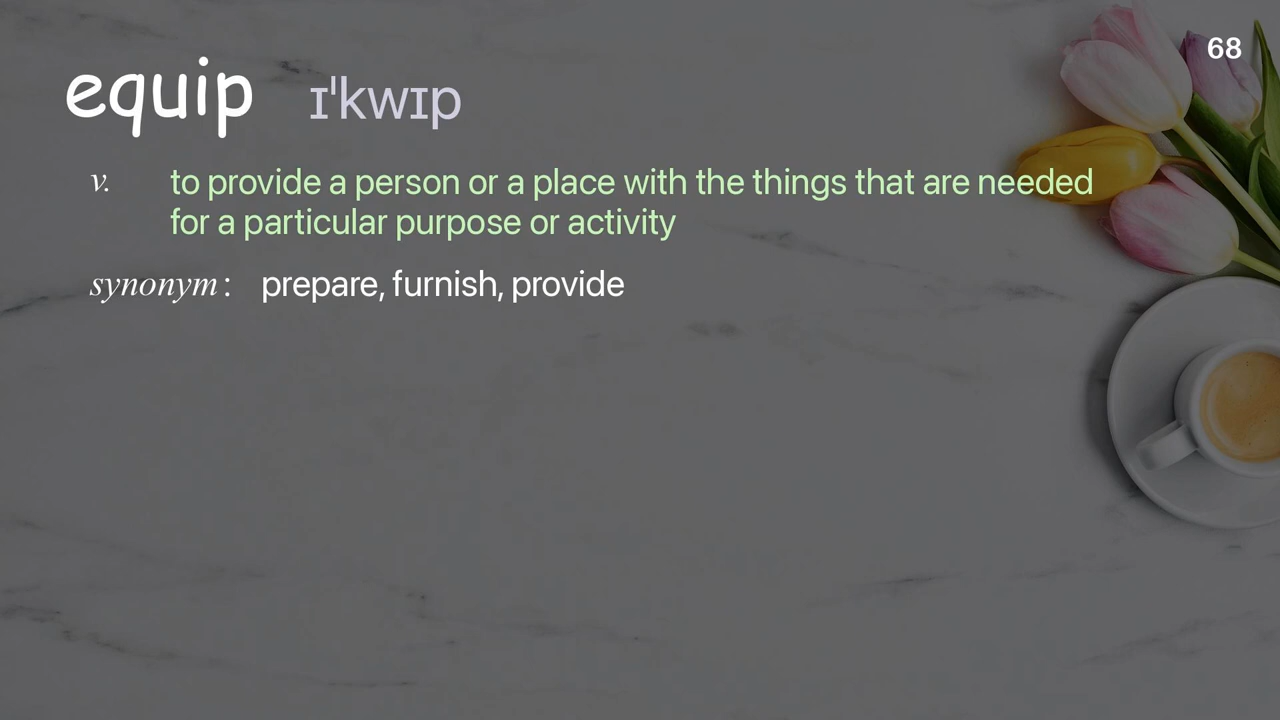 68
equip ɪˈkwɪp
v. to provide a person or a place with the things that are needed
for a particular purpose or activity
synonym: prepare, furnish, provide